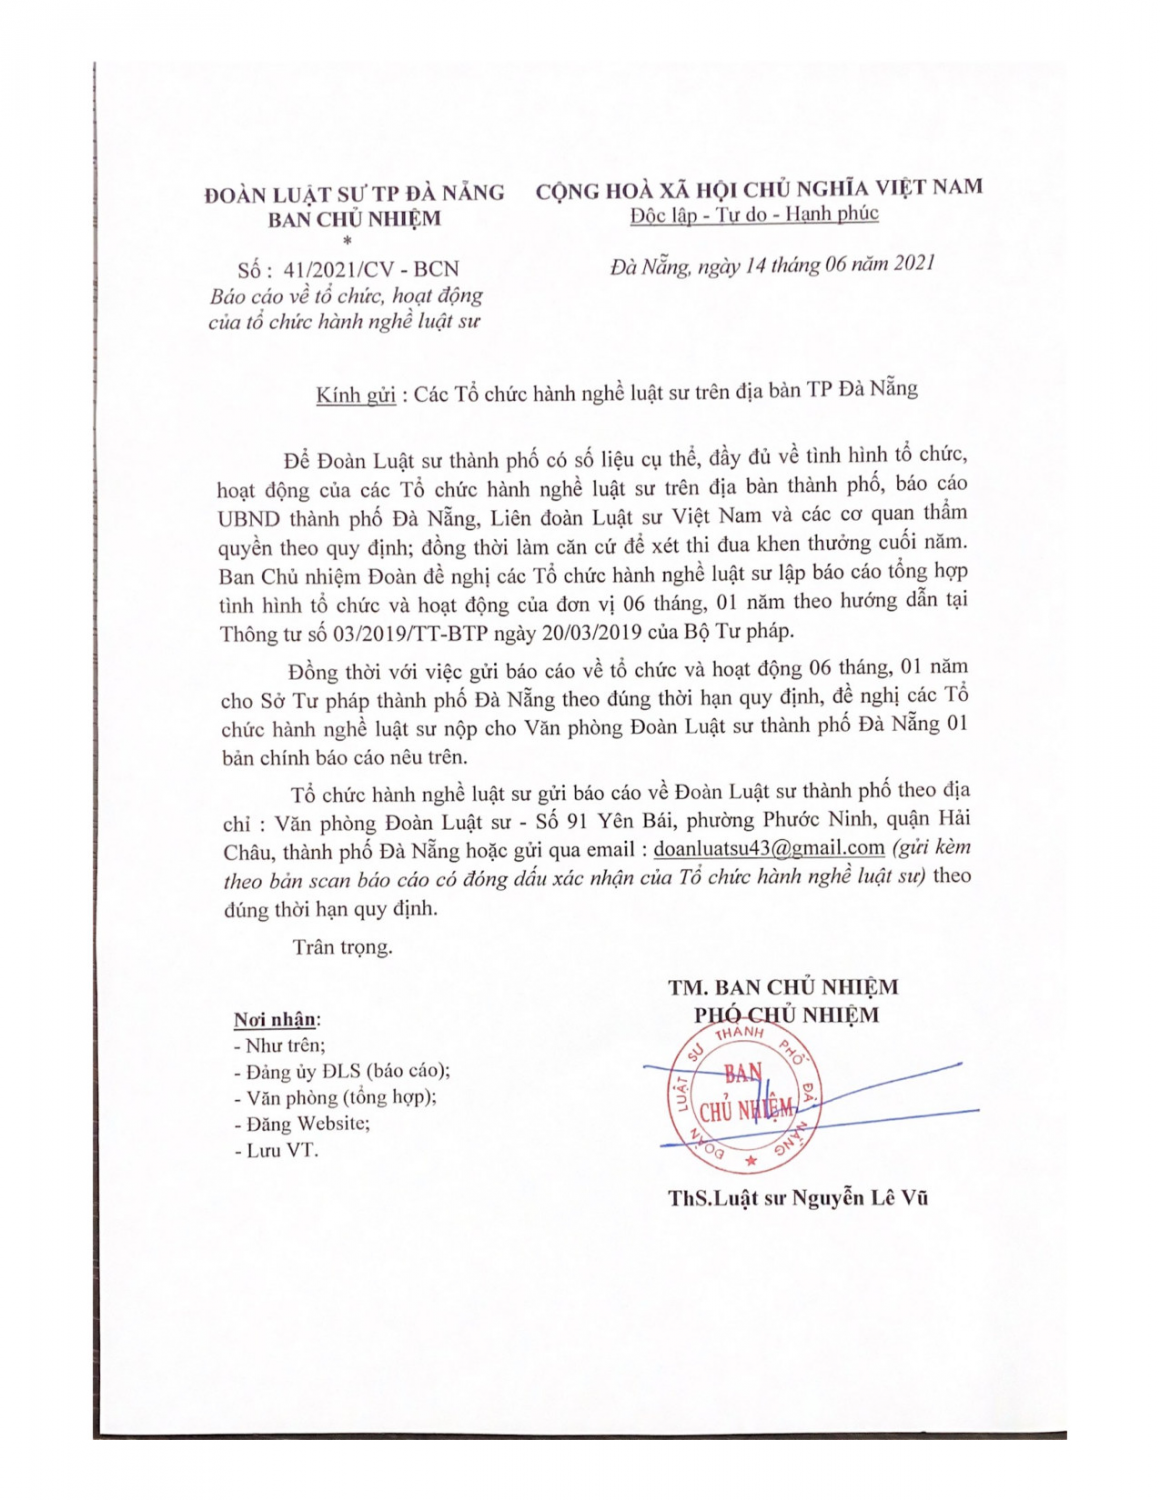 ĐOÀN LUẬT SƯ TP ĐÀ NẴNG
BAN CHỦ NHIỆM
*
Số : 41/2021/CV - BCN
Báo cáo về tổ chức, hoạt động
của tổ chức hành nghề luật sư
CỘNG HOÀ XÃ HỘI CHỦ NGHĨA VIỆT NAM
Độc lập - Tự do - Hạnh phúc
Đà Nẵng, ngày 14 tháng 06 năm 2021
Kính gửi : Các Tổ chức hành nghề luật sư trên địa bàn TP Đà Nẵng
Để Đoàn Luật sư thành phố có số liệu cụ thể, đầy đủ về tình hình tổ chức,
hoạt động của các Tổ chức hành nghề luật sư trên địa bàn thành phố, báo cáo
UBND thành phố Đà Nẵng, Liên đoàn Luật sư Việt Nam và các cơ quan thẩm
quyền theo quy định; đồng thời làm căn cứ để xét thi đua khen thưởng cuối năm.
Ban Chủ nhiệm Đoàn đề nghị các Tổ chức hành nghề luật sư lập báo cáo tổng hợp
tình hình tổ chức và hoạt động của đơn vị 06 tháng, 01 năm theo hướng dẫn tại
Thông tư số 03/2019/TT-BTP ngày 20/03/2019 của Bộ Tư pháp.
Đồng thời với việc gửi báo cáo về tổ chức và hoạt động 06 tháng, 01 năm
cho Sở Tư pháp thành phố Đà Nẵng theo đúng thời hạn quy định, đề nghị các Tổ
chức hành nghề luật sư nộp cho Văn phòng Đoàn Luật sư thành phố Đà Nẵng 01
bản chính báo cáo nêu trên.
Tổ chức hành nghề luật sư gửi báo cáo về Đoàn Luật sư thành phố theo địa
chỉ : Văn phòng Đoàn Luật sư - Số 91 Yên Bái, phường Phước Ninh, quận Hải
Châu, thành phố Đà Nẵng hoặc gửi qua email : doanluatsu43@gmail.com (gửi kèm
theo bản scan báo cáo có đóng dấu xác nhận của Tổ chức hành nghề luật sư) theo
đúng thời hạn quy định.
Trân trọng.
TM. BAN CHỦ NHIỆM
PHÓ CHỦ NHIỆM
ĐOÀN LUẬT SƯ THÀNH PHỐ ĐÀ NẴNG
BAN
CHỦ NHIỆM
ThS.Luật sư Nguyễn Lê Vũ
Nơi nhận:
- Như trên;
- Đảng ủy ĐLS (báo cáo);
- Văn phòng (tổng hợp);
- Đăng Website;
- Lưu VT.